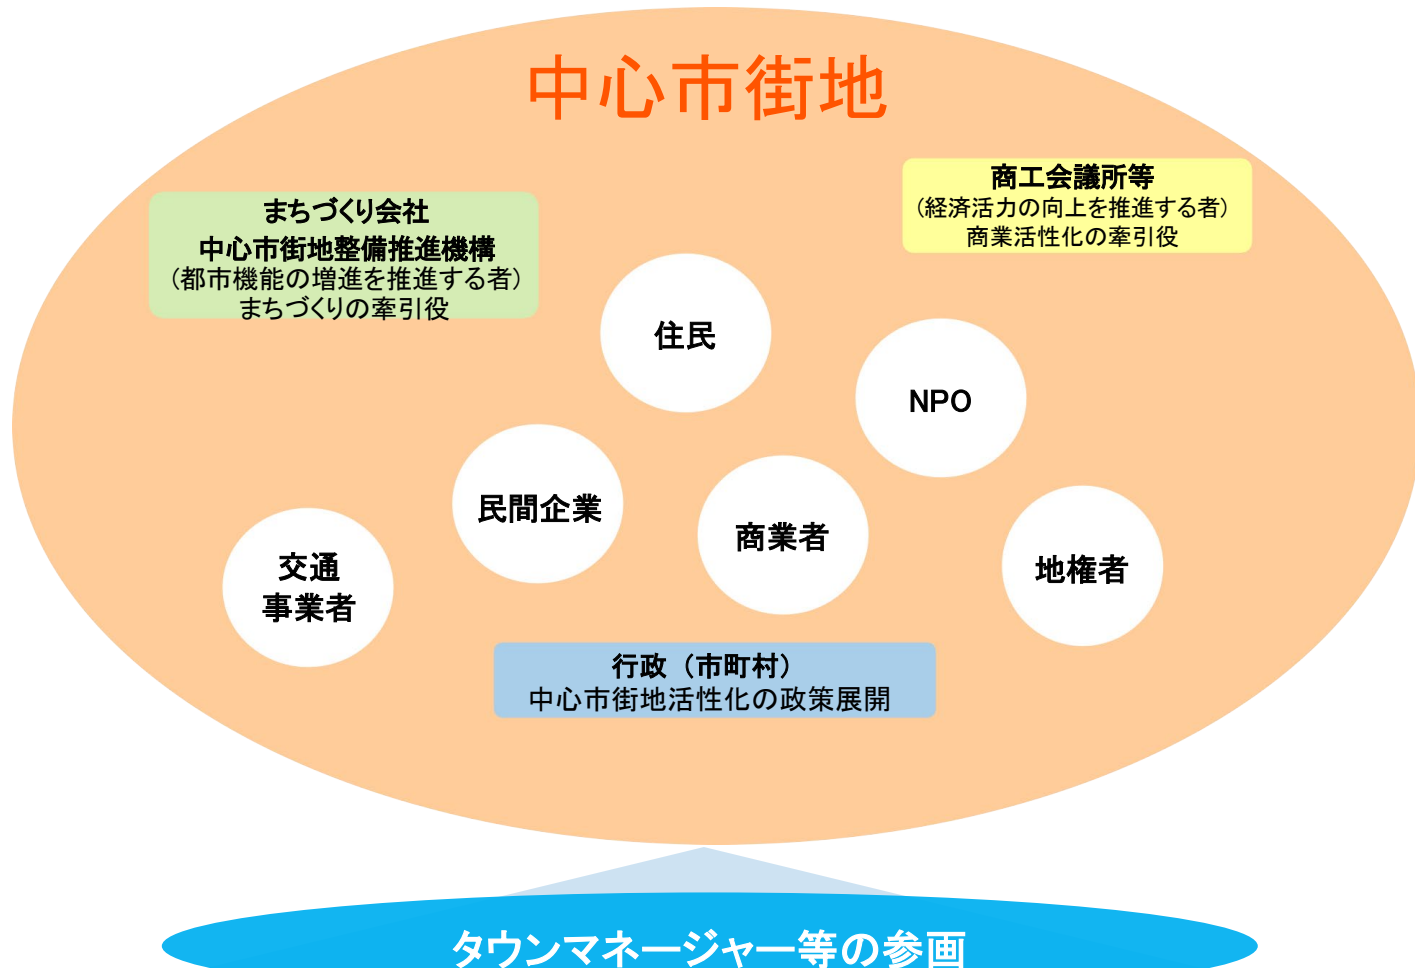 中心市街地
まちづくり会社
中心市街地整備推進機構
（都市機能の増進を推進する者）
まちづくりの牽引役
商工会議所等
（経済活力の向上を推進する者）
商業活性化の牽引役
住民
NPO
民間企業
商業者
地権者
交通
事業者
行政（市町村）
中心市街地活性化の政策展開
タウンマネージャー等の参画